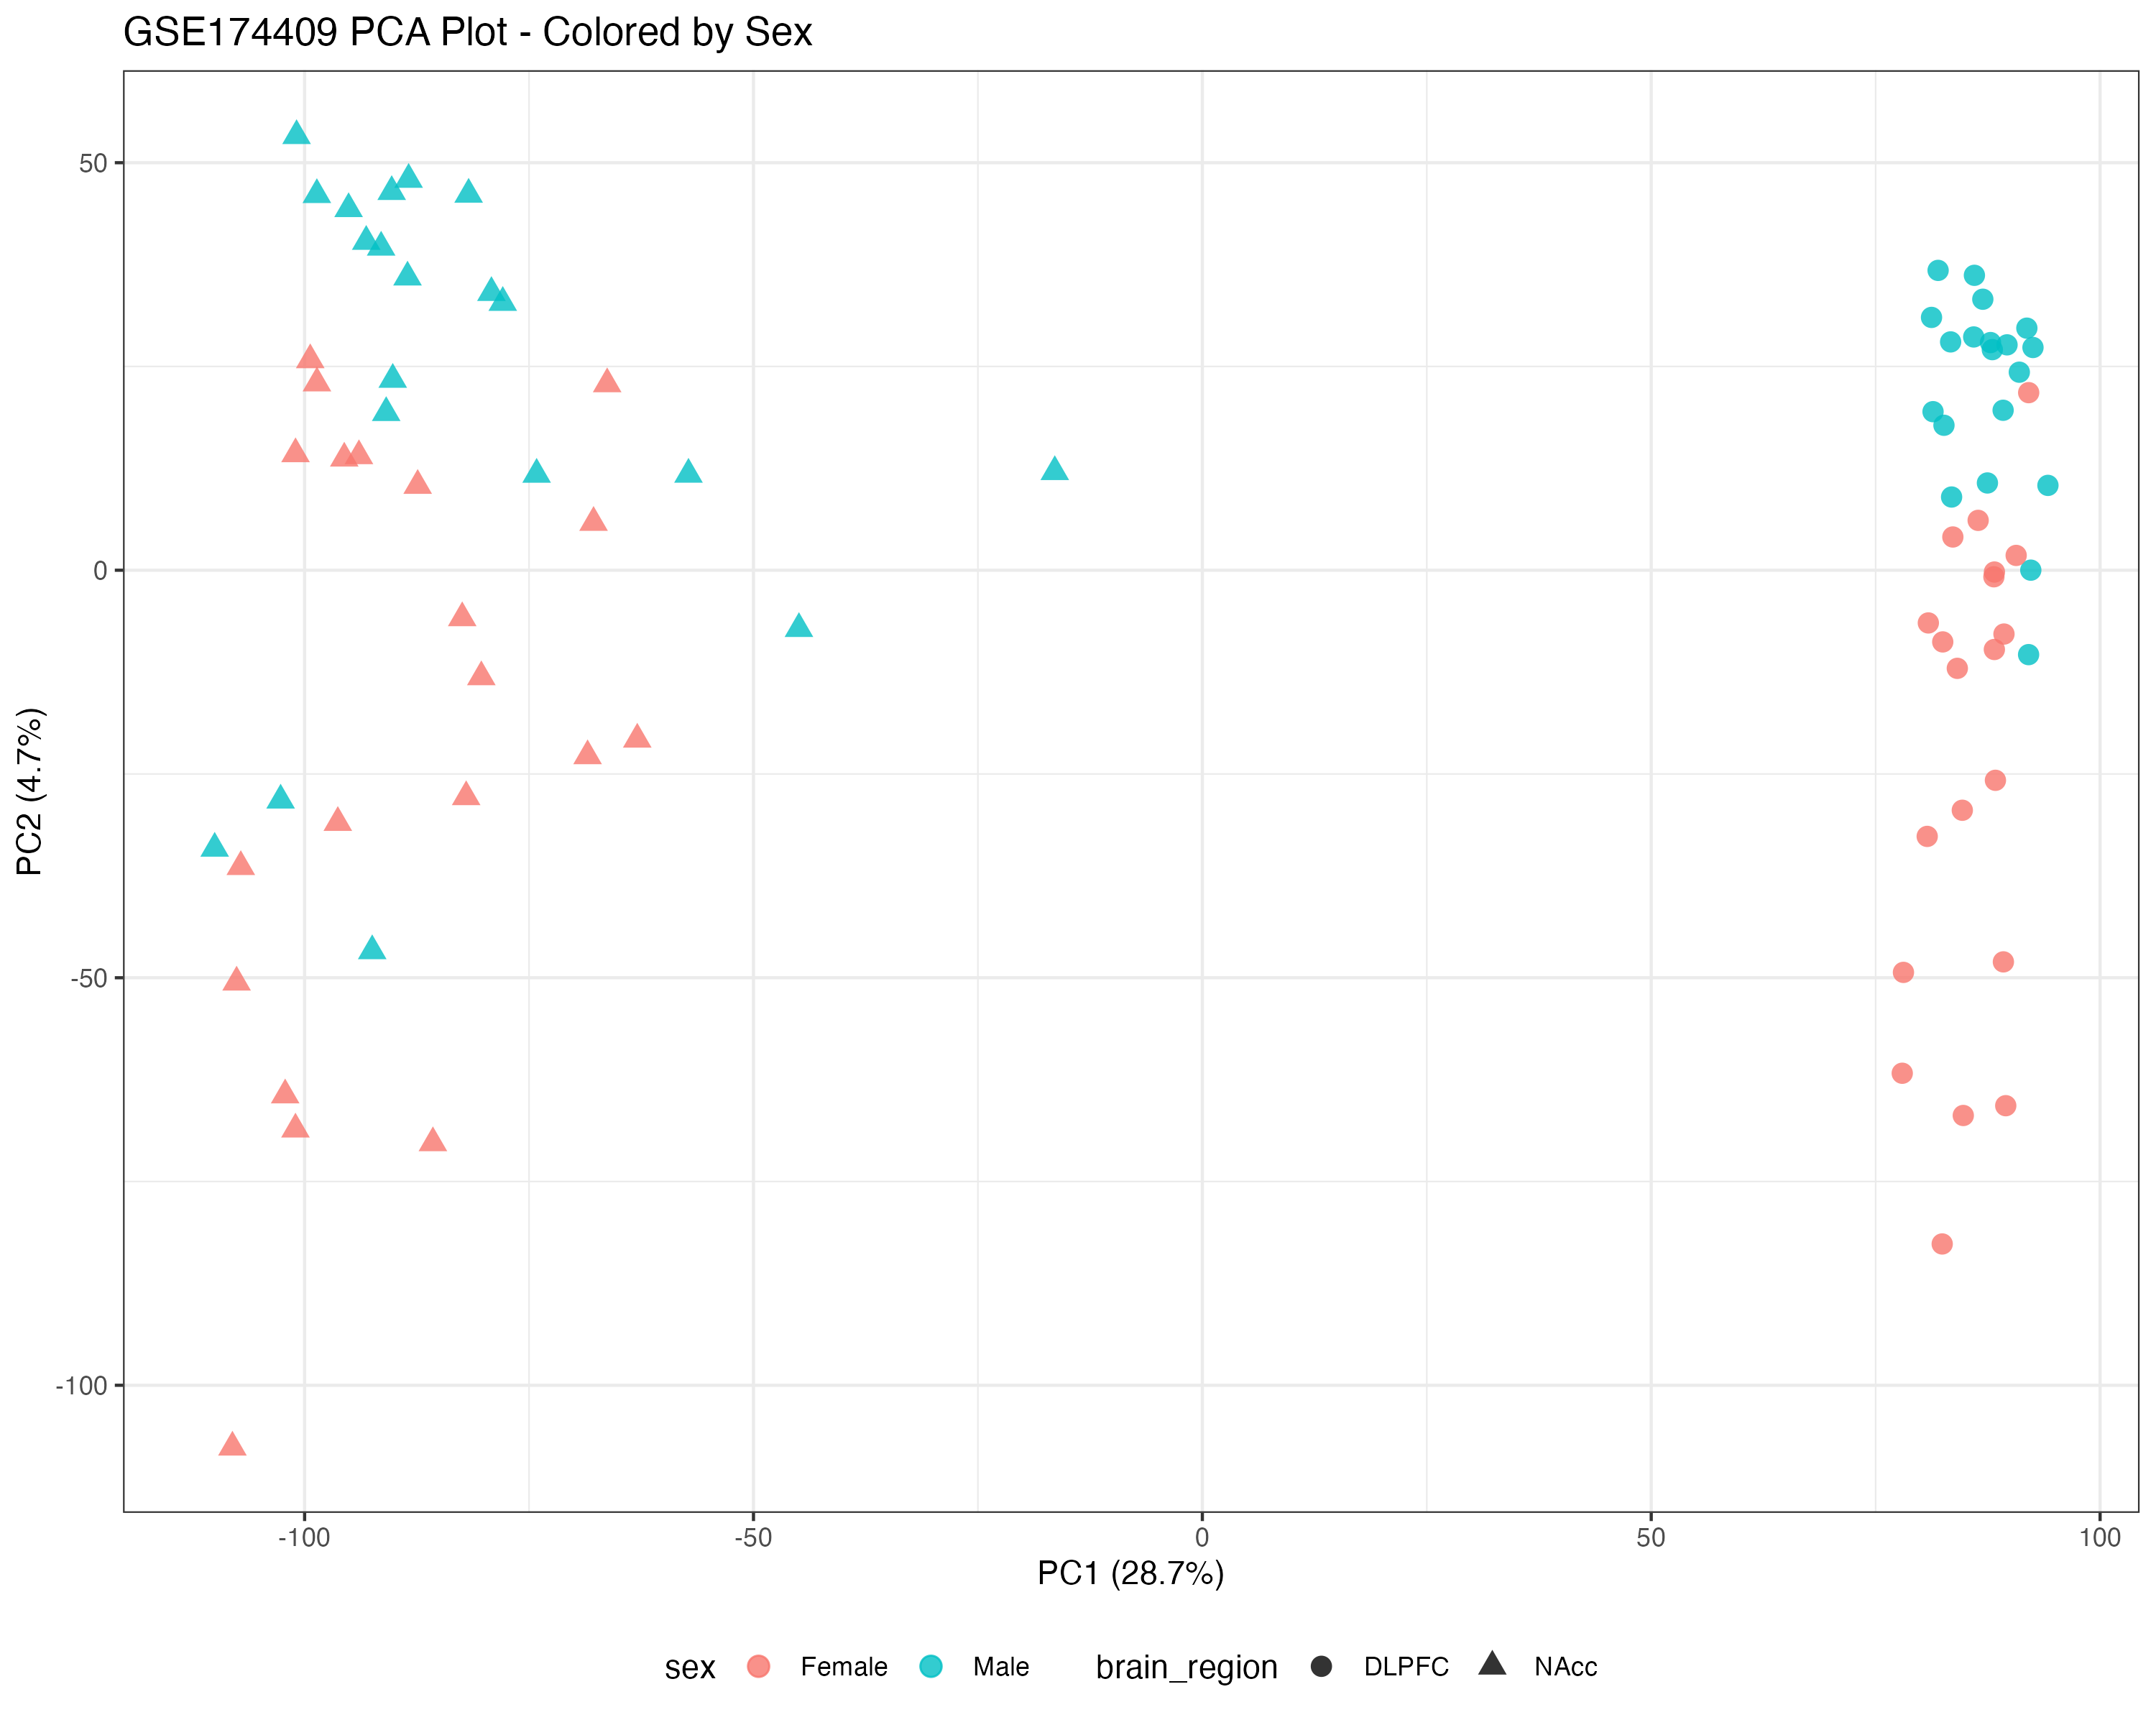 GSE174409 PCA Plot - Colored by Sex
50
0
-50
-100
PC2 (4.7%)
-100 -50 0 50 100
PC1 (28.7%)
sex Female Male brain_region DLPFC NAcc